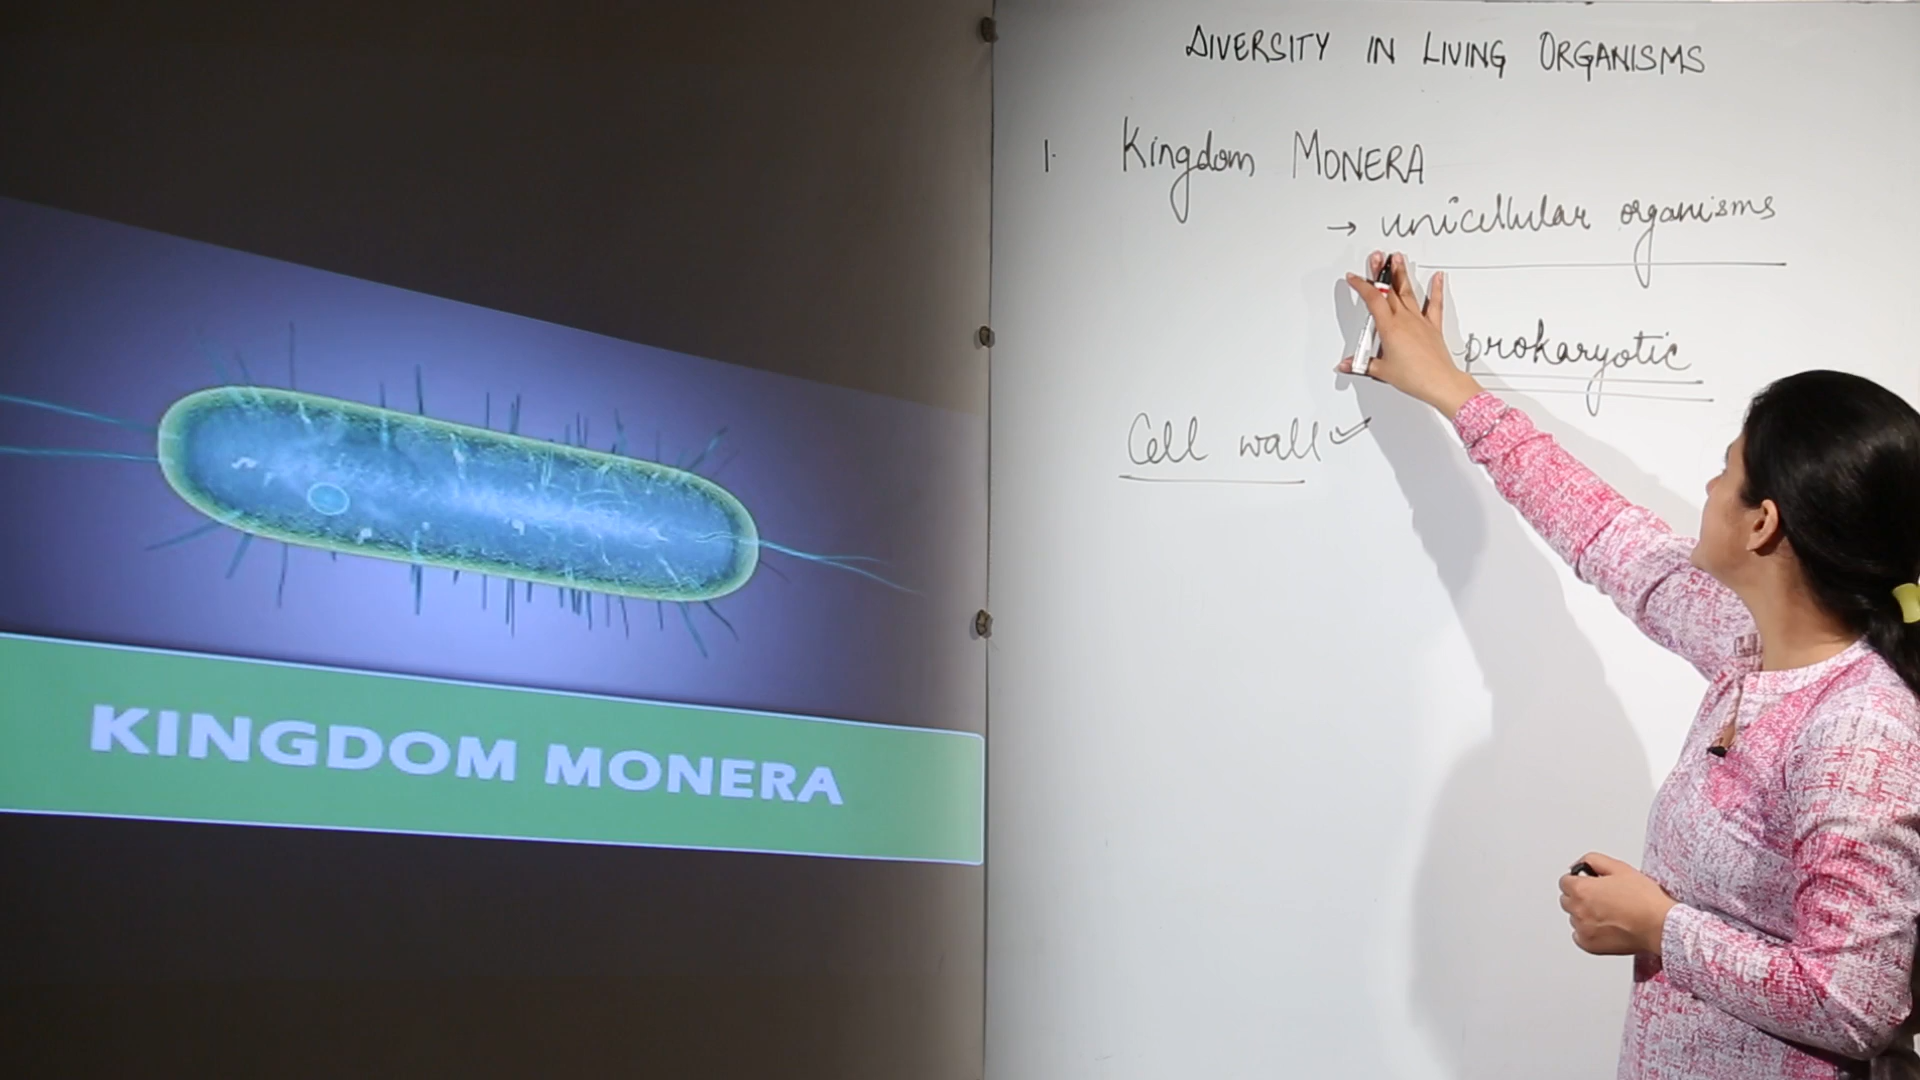 DIVERSITY IN LIVING ORGANISMS
1. Kingdom MONERA
→ unicellular organisms
prokaryotic
Cell wall ✓
KINGDOM MONERA